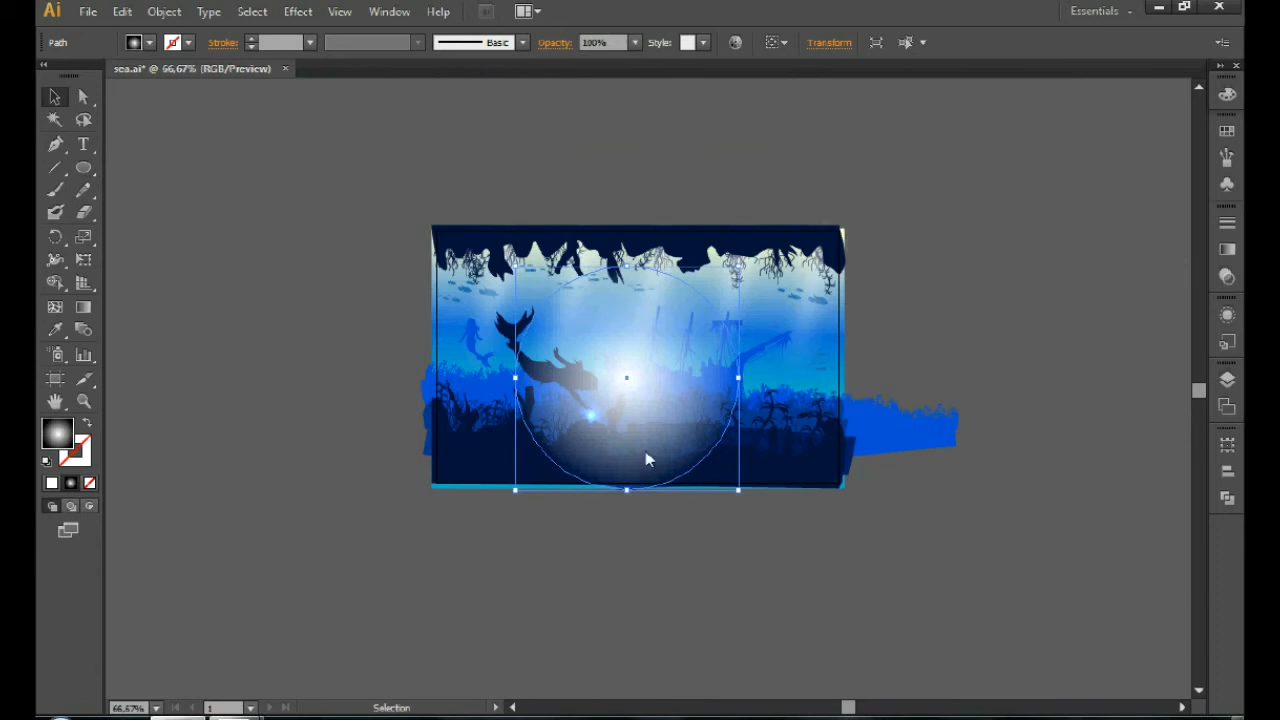 Ai File Edit Object Type Select Effect View Window Help Essentials
Path Stroke: Basic Opacity: 100% Style: Transform
sea.ai* @ 66,67% (RGB/Preview) ×
T
66,67% 1 Selection